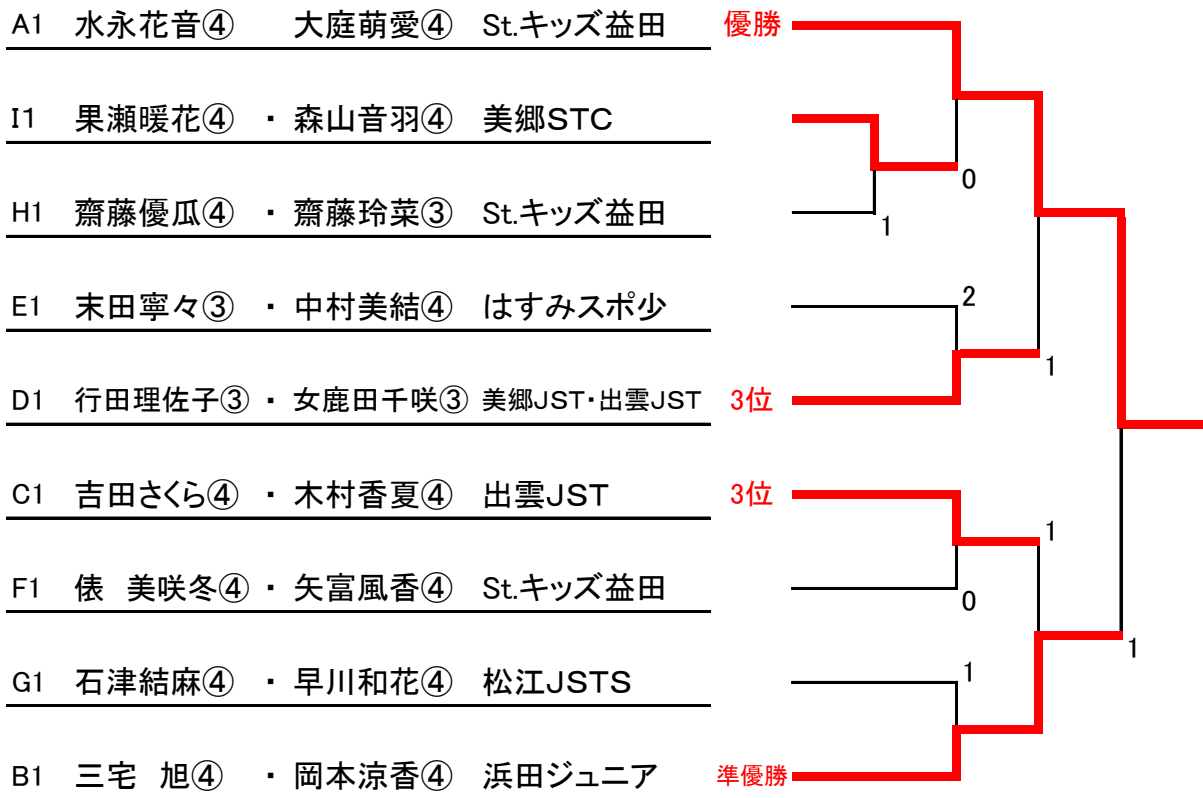 A1 水永花音④ 大庭萌愛④ St.キッズ益田 優勝
I1 果瀬暖花④ ・ 森山音羽④ 美郷STC
0
H1 齋藤優瓜④ ・ 齋藤玲菜③ St.キッズ益田
1
E1 末田寧々③ ・ 中村美結④ はすみスポ少 2
1
D1 行田理佐子③ ・ 女鹿田千咲③ 美郷JST・出雲JST 3位
C1 吉田さくら④ ・ 木村香夏④ 出雲JST 3位
1
F1 俵 美咲冬④ ・ 矢富風香④ St.キッズ益田
0
1
G1 石津結麻④ ・ 早川和花④ 松江JSTS 1
B1 三宅 旭④ ・ 岡本涼香④ 浜田ジュニア 準優勝